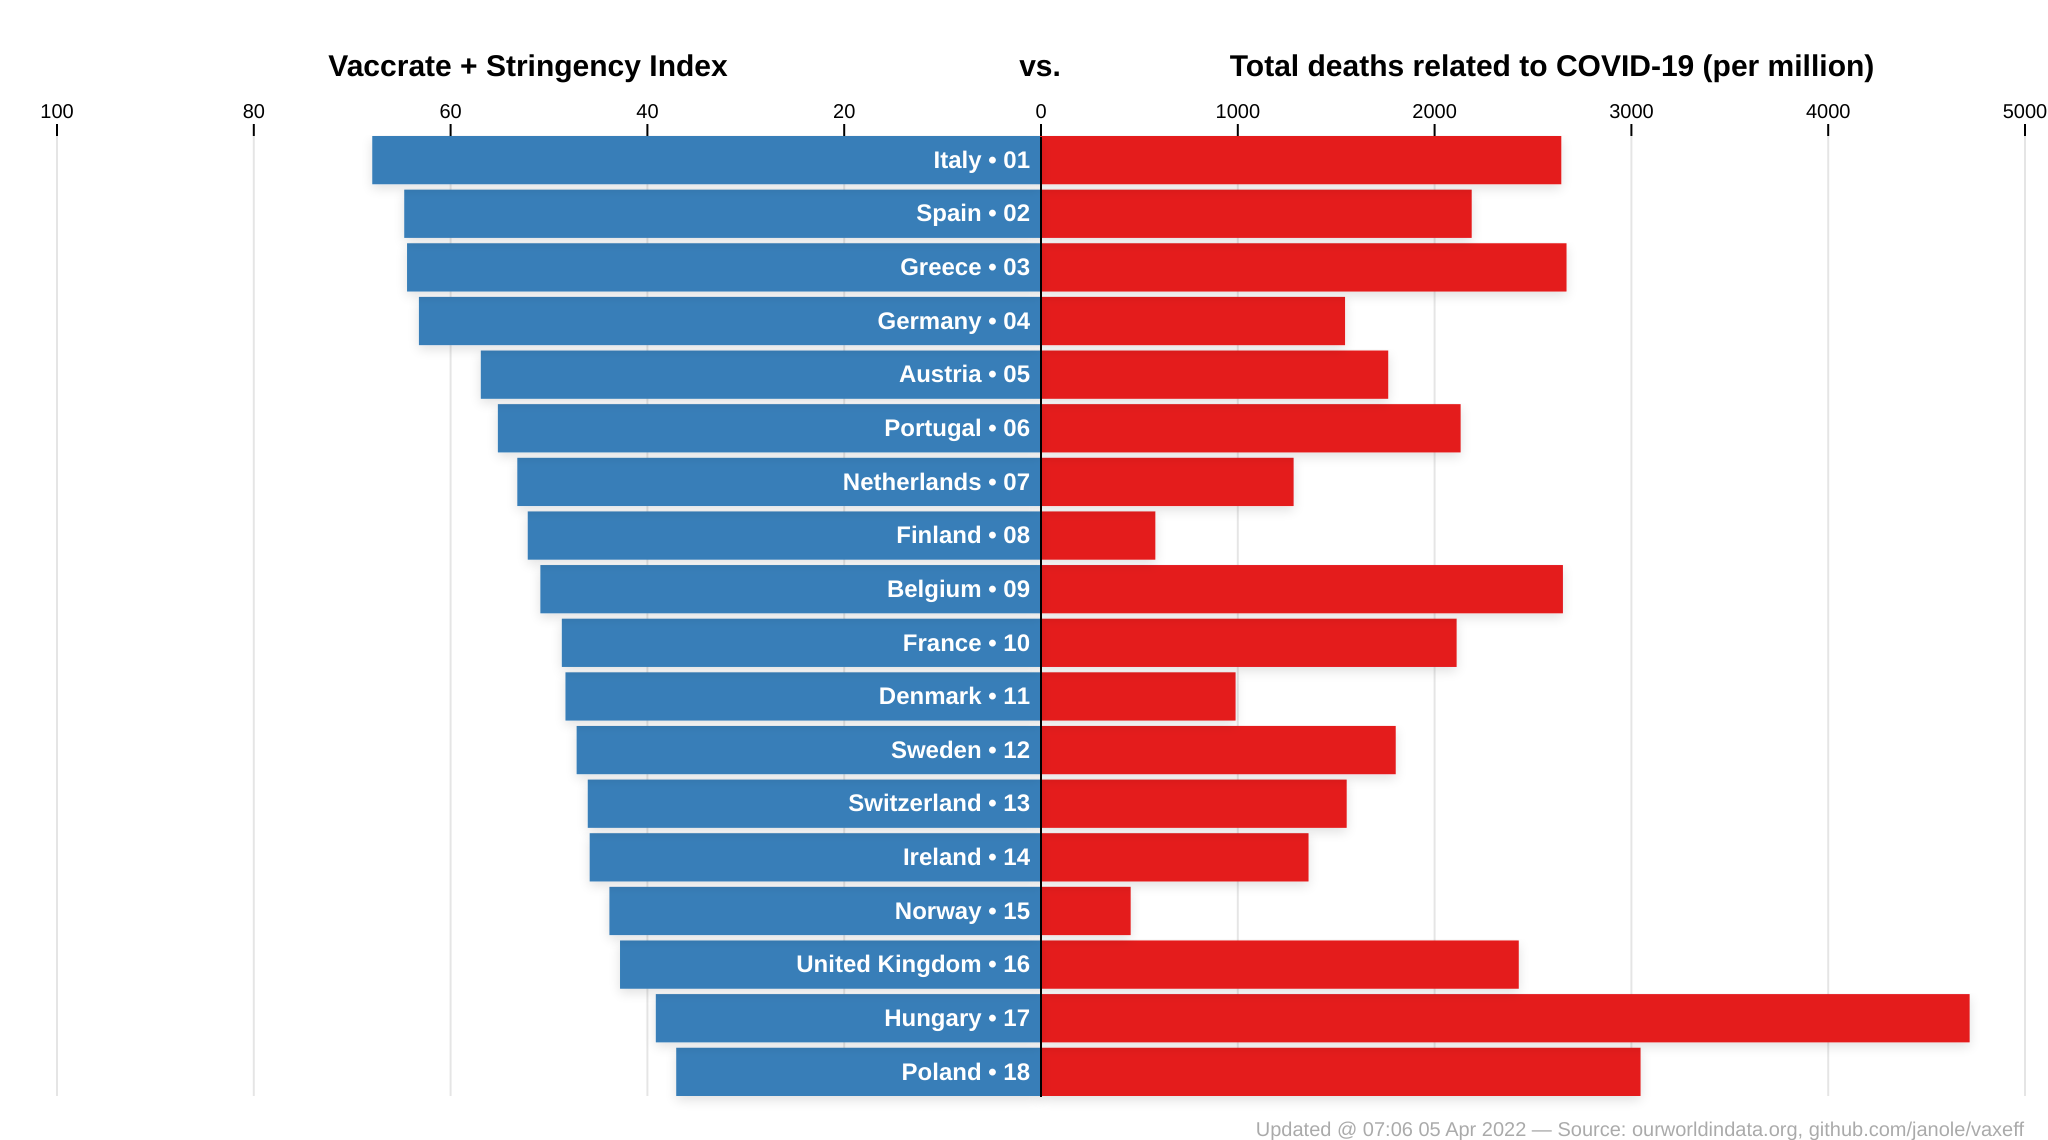 Vaccrate + Stringency Index vs. Total deaths related to COVID-19 (per million)
100 80 60 40 20 0 1000 2000 3000 4000 5000
Italy • 01
Spain • 02
Greece • 03
Germany • 04
Austria • 05
Portugal • 06
Netherlands • 07
Finland • 08
Belgium • 09
France • 10
Denmark • 11
Sweden • 12
Switzerland • 13
Ireland • 14
Norway • 15
United Kingdom • 16
Hungary • 17
Poland • 18
Updated @ 07:06 05 Apr 2022 — Source: ourworldindata.org, github.com/janole/vaxeff